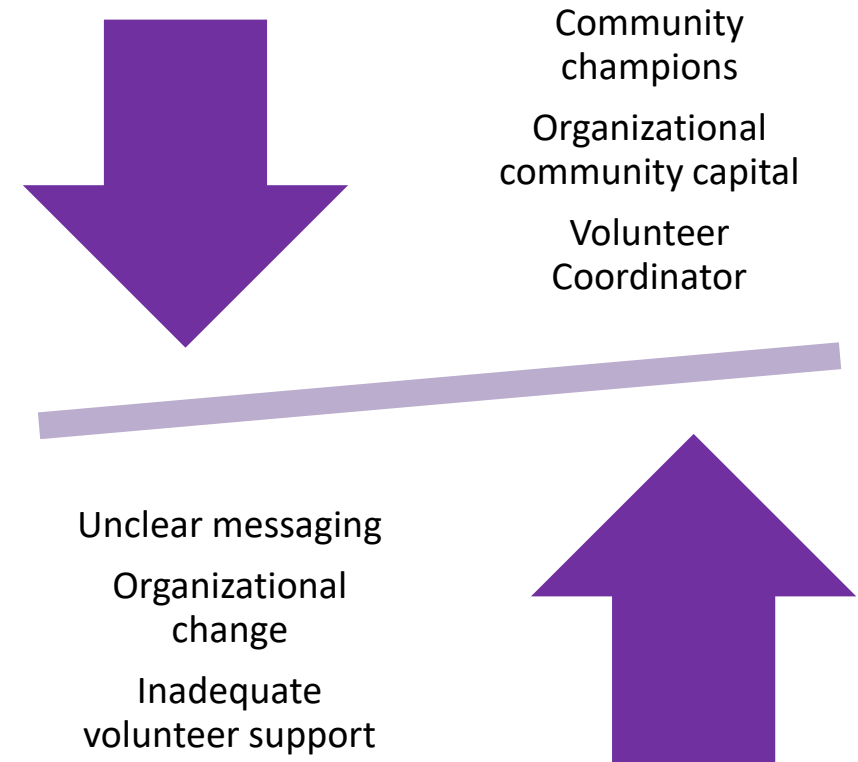 Community
champions
Organizational
community capital
Volunteer
Coordinator
Unclear messaging
Organizational
change
Inadequate
volunteer support